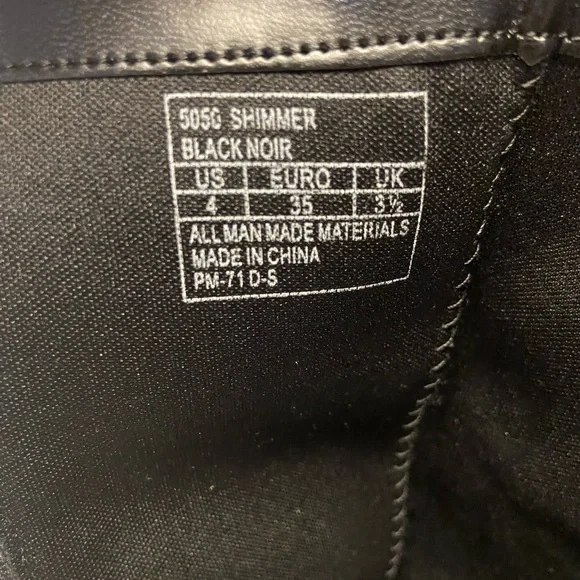 5050 SHIMMER
BLACK NOIR
US EURO UK
4 35 3½
ALL MAN MADE MATERIALS
MADE IN CHINA
PM-71 D-S